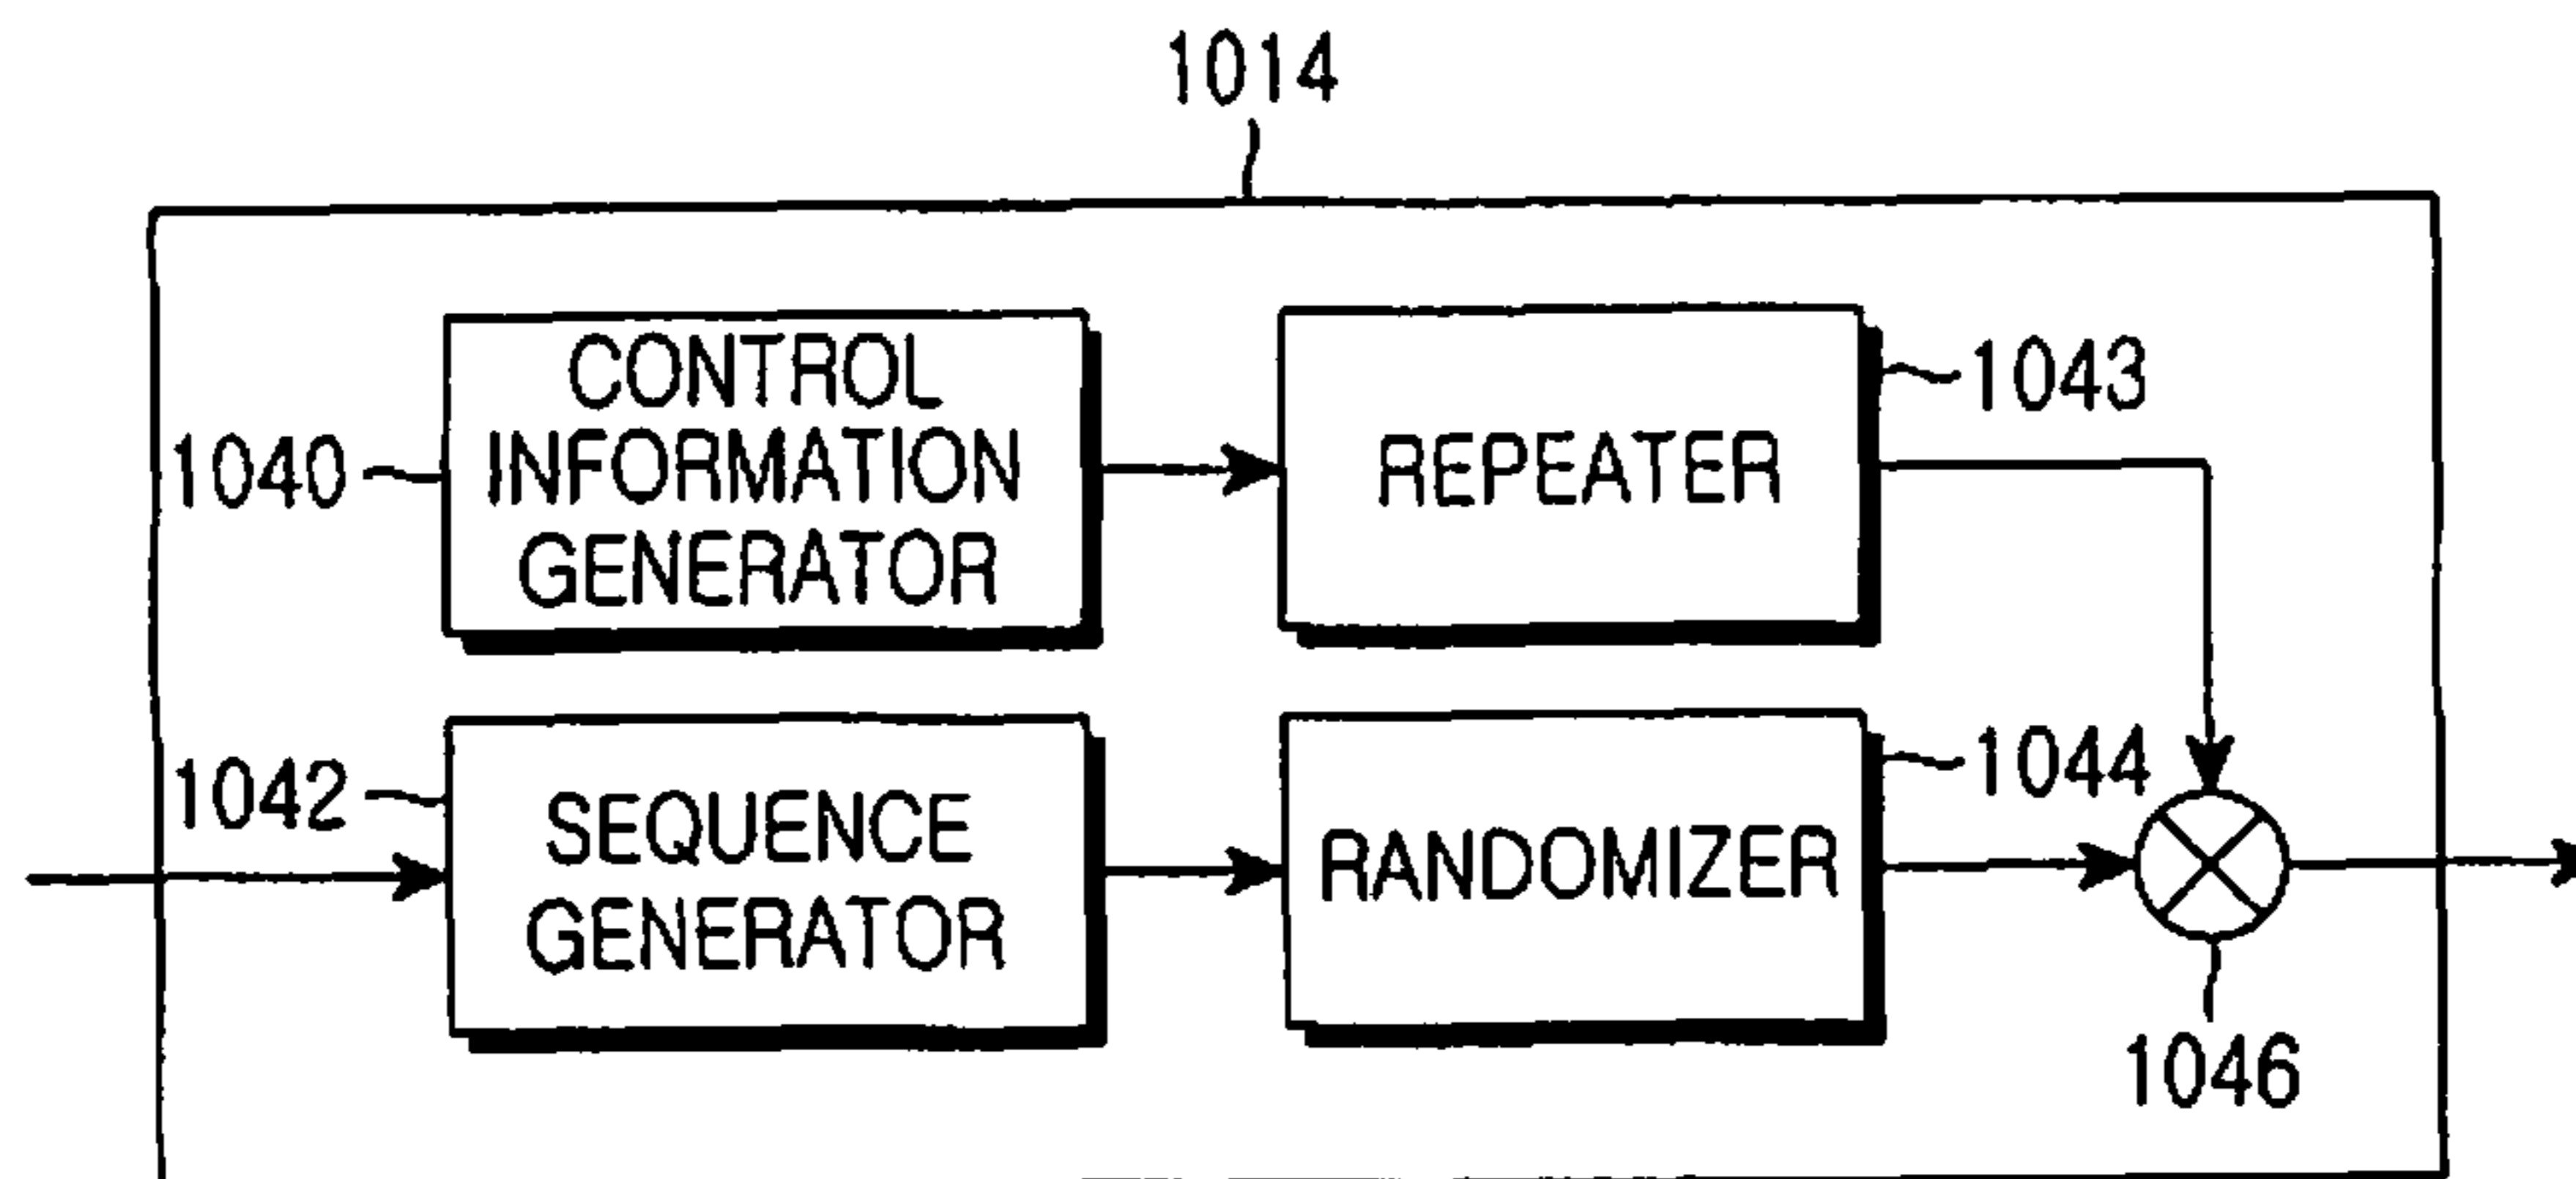 1014
CONTROL
INFORMATION
GENERATOR
1040
REPEATER
1043
SEQUENCE
GENERATOR
1042
RANDOMIZER
1044
1046